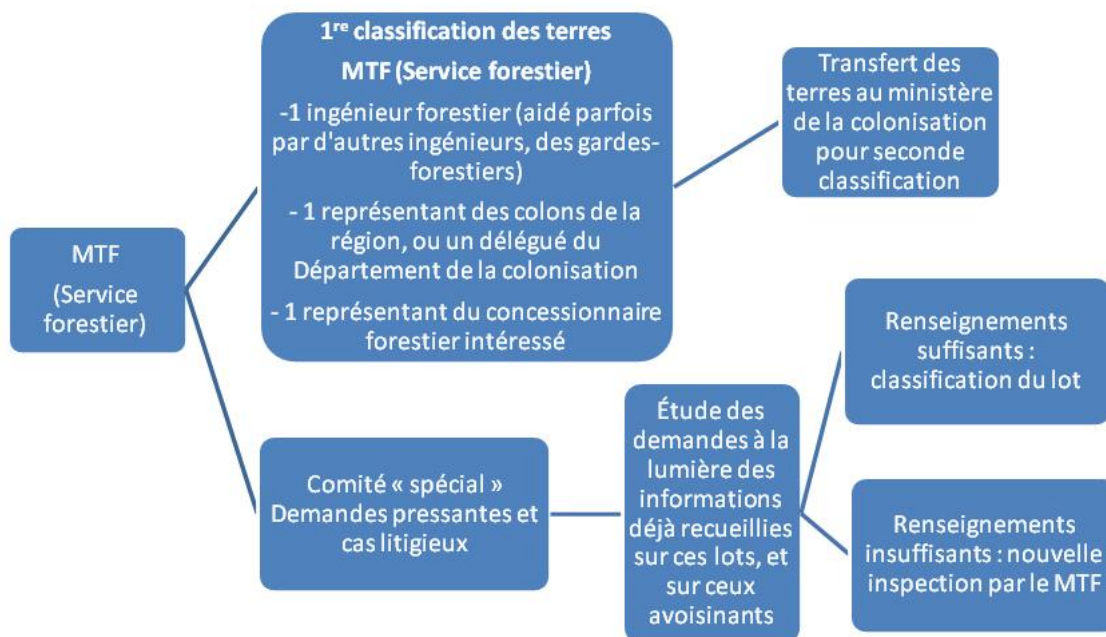 MTF
(Service
forestier)
1re classification des terres
MTF (Service forestier)
-1 ingénieur forestier (aidé parfois
par d'autres ingénieurs, des gardes-
forestiers)
- 1 représentant des colons de la
région, ou un délégué du
Département de la colonisation
- 1 représentant du concessionnaire
forestier intéressé
Transfert des
terres au ministère
de la colonisation
pour seconde
classification
Comité « spécial »
Demandes pressantes et
cas litigieux
Étude des
demandes à la
lumière des
informations
déjà recueillies
sur ces lots, et
sur ceux
avoisinants
Renseignements
suffisants :
classification du lot
Renseignements
insuffisants : nouvelle
inspection par le MTF